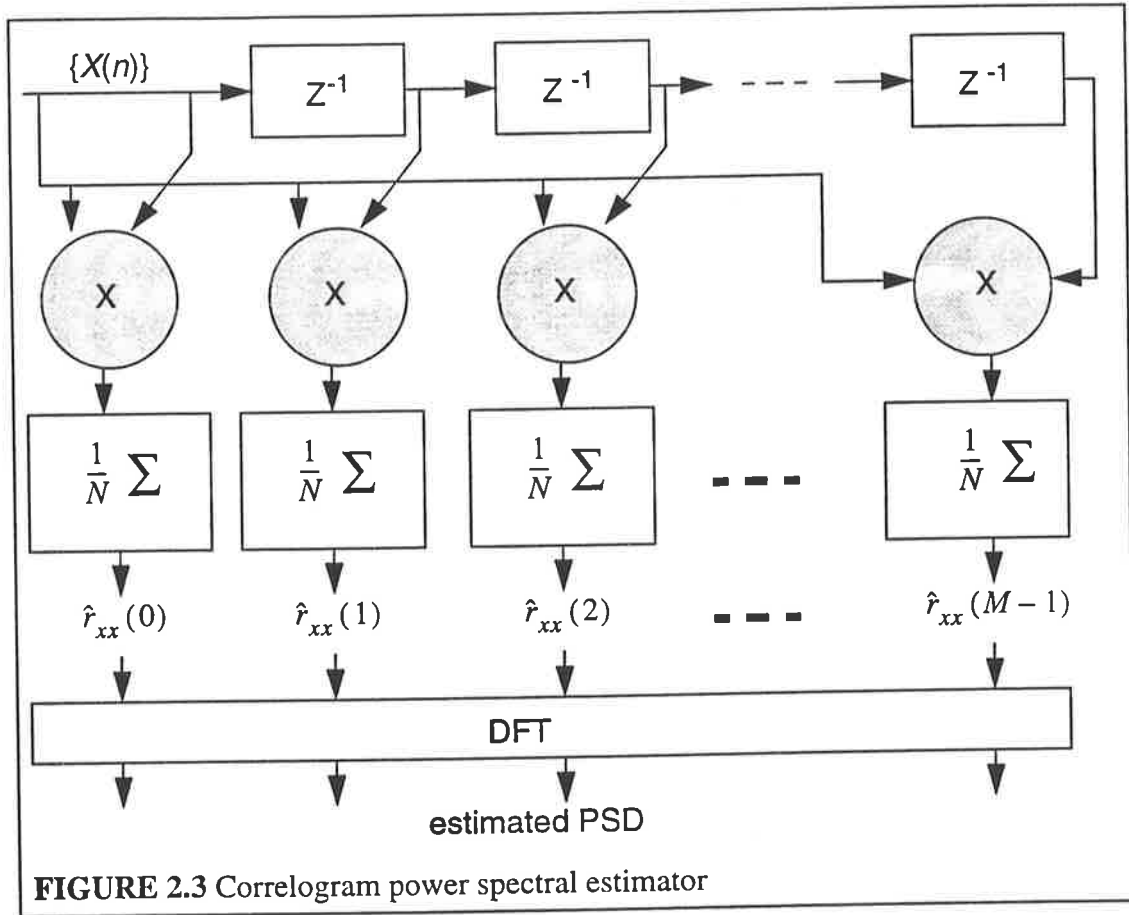 {X(n)}
Z⁻¹ Z⁻¹ - - - - Z⁻¹
X X X X
1/N Σ 1/N Σ 1/N Σ - - - 1/N Σ
r̂xx(0) r̂xx(1) r̂xx(2) - - - r̂xx(M − 1)
DFT
estimated PSD
FIGURE 2.3 Correlogram power spectral estimator